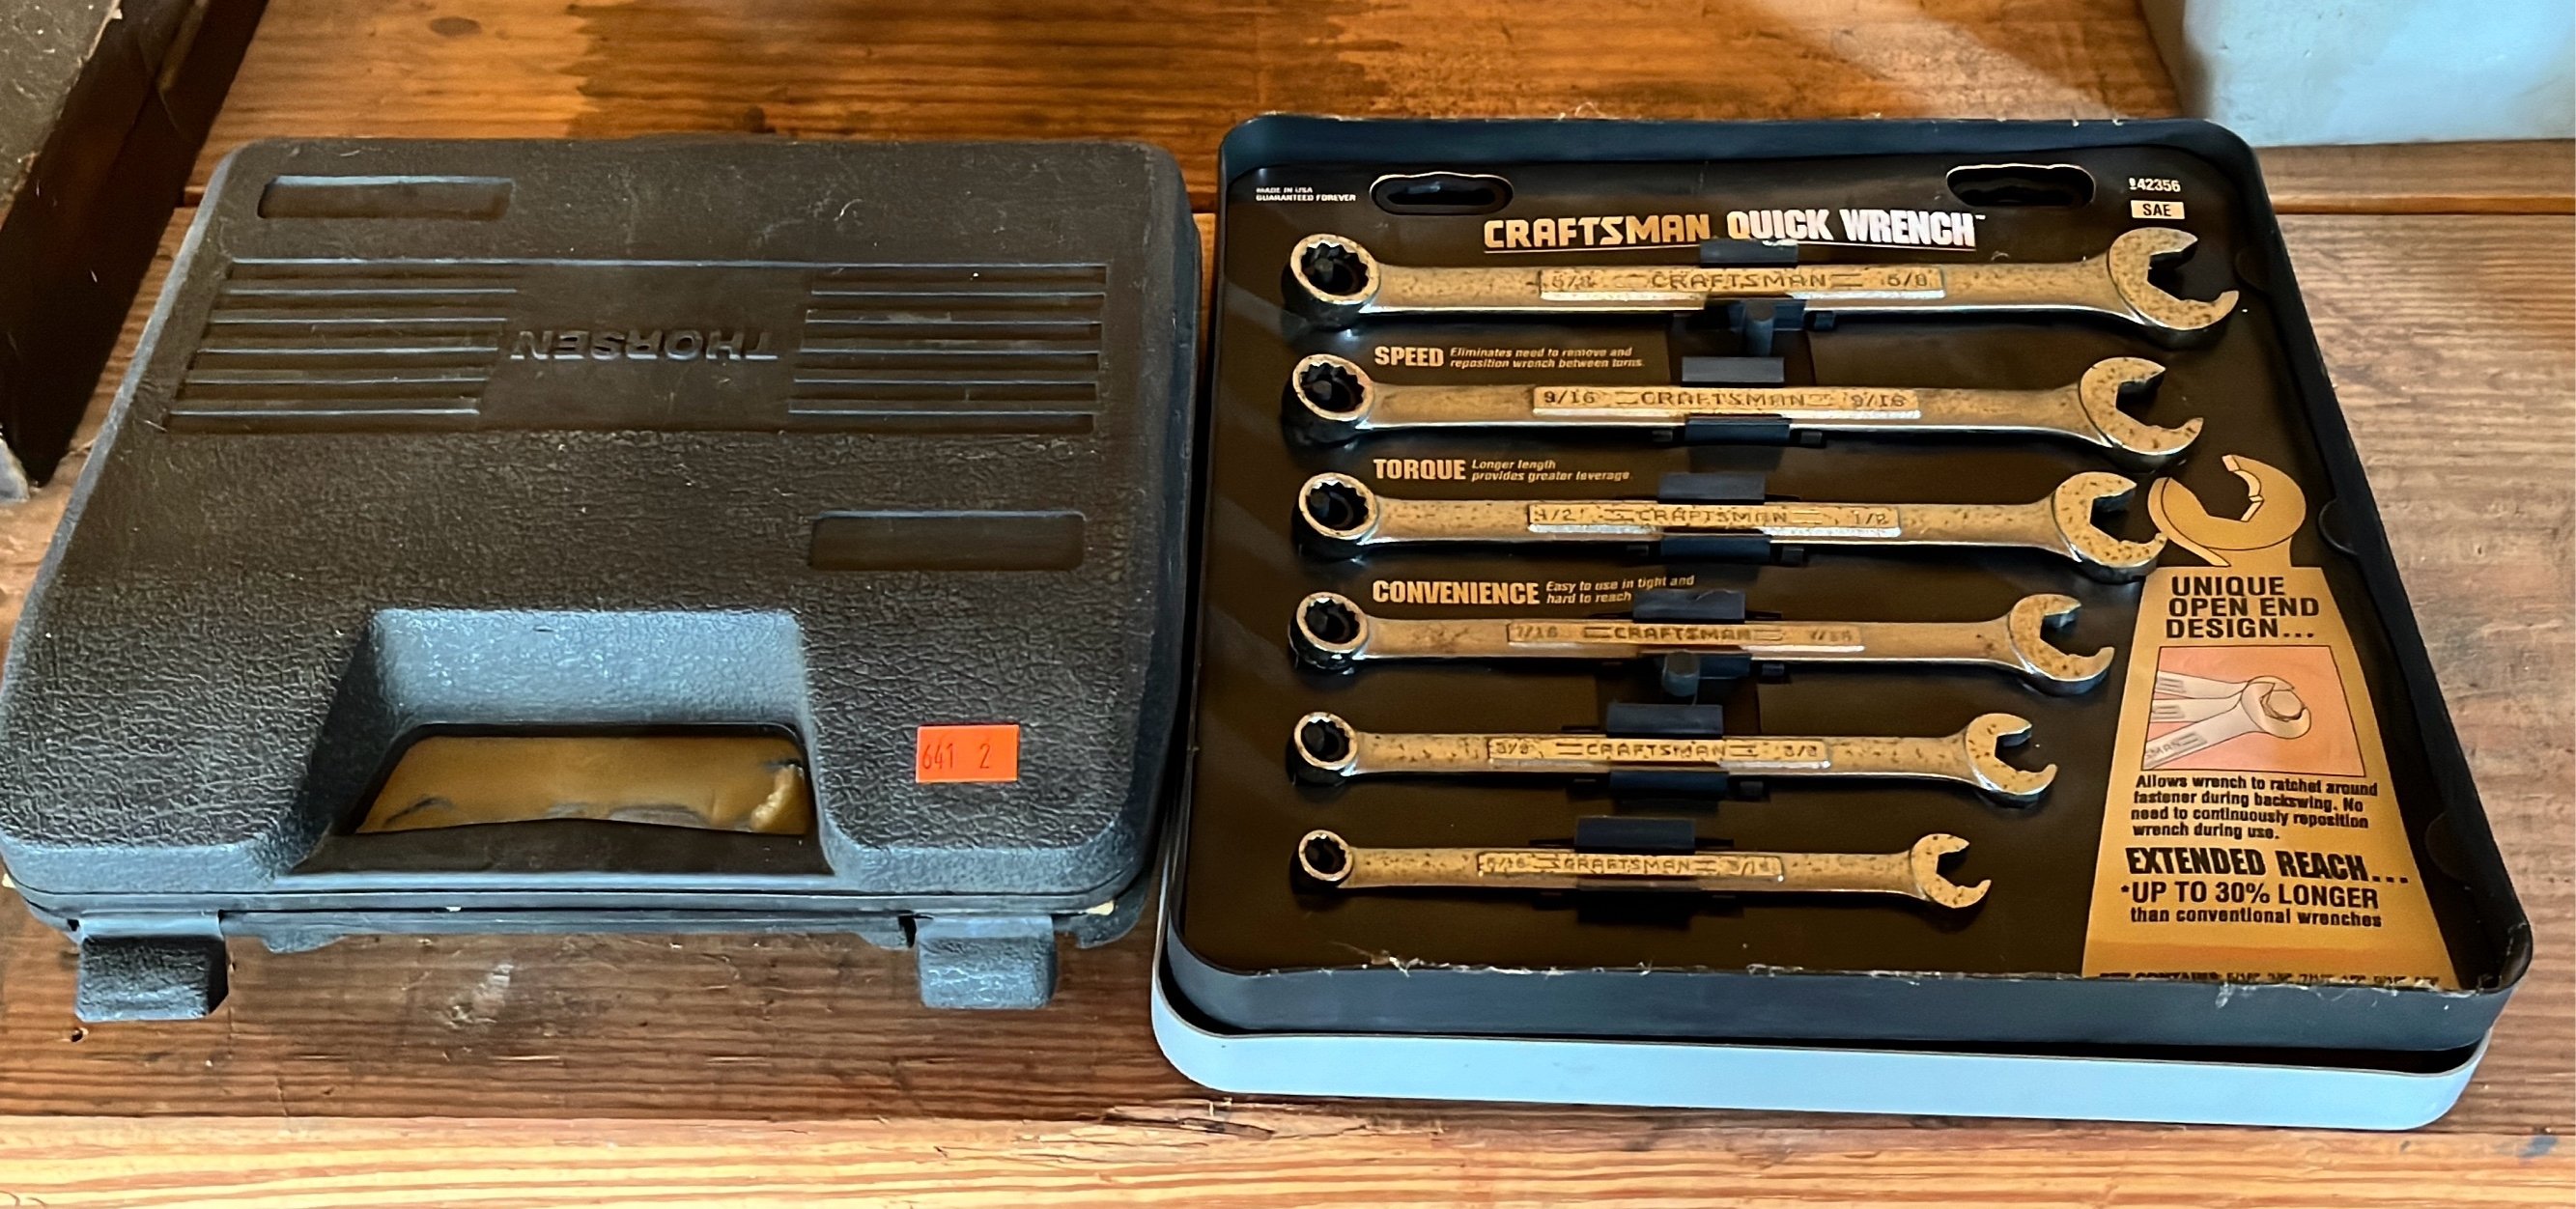 THORSEN
641 2
MADE IN USA
GUARANTEED FOREVER
942356
SAE
CRAFTSMAN QUICK WRENCH™
5/8 CRAFTSMAN 5/8
SPEED Eliminates need to remove and
reposition wrench between turns.
9/16 CRAFTSMAN 9/16
TORQUE Longer length
provides greater leverage.
1/2 CRAFTSMAN 1/2
CONVENIENCE Easy to use in tight and
hard to reach
7/16 CRAFTSMAN 7/16
3/8 CRAFTSMAN 3/8
5/16 CRAFTSMAN 5/16
UNIQUE
OPEN END
DESIGN...
MAN
Allows wrench to ratchet around
fastener during backswing. No
need to continuously reposition
wrench during use.
EXTENDED REACH...
*UP TO 30% LONGER
than conventional wrenches